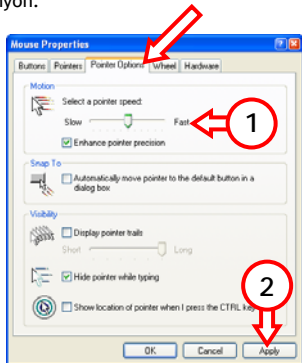 nyon.
Mouse Properties
Buttons Pointers Pointer Options Wheel Hardware
Motion
Select a pointer speed:
Slow Fast
1
Enhance pointer precision
Snap To
Automatically move pointer to the default button in a
dialog box
Visibility
Display pointer trails
Short Long
Hide pointer while typing
2
Show location of pointer when I press the CTRL key
OK Cancel Apply